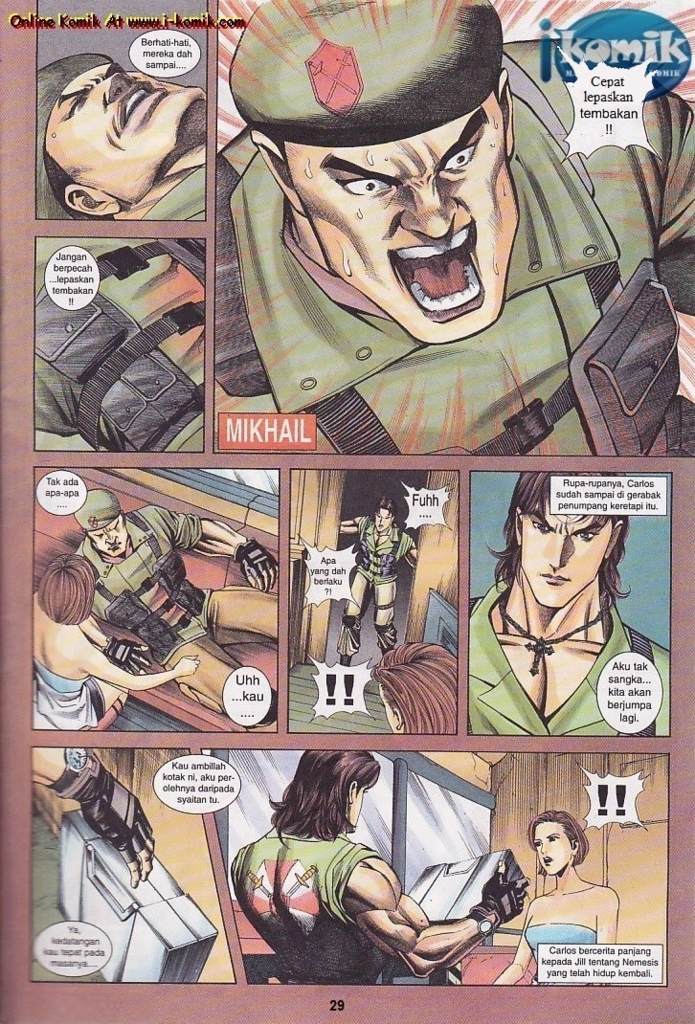 Online Komik At www.i-komik.com
ikomik
Berhati-hati,
mereka dah
sampai....
Cepat
lepaskan
tembakan
!!
Jangan
berpecah
...lepaskan
tembakan
!!
MIKHAIL
Tak ada
apa-apa
....
Uhh
...kau
....
Fuhh
....
Apa
yang dah
berlaku
?!
!!
Rupa-rupanya, Carlos
sudah sampai di gerabak
penumpang keretapi itu.
Aku tak
sangka...
kita akan
berjumpa
lagi.
Ya,
kedatangan
kau tepat pada
masanya....
Kau ambillah
kotak ni, aku per-
olehnya daripada
syaitan tu.
!!
Carlos bercerita panjang
kepada Jill tentang Nemesis
yang telah hidup kembali.
29